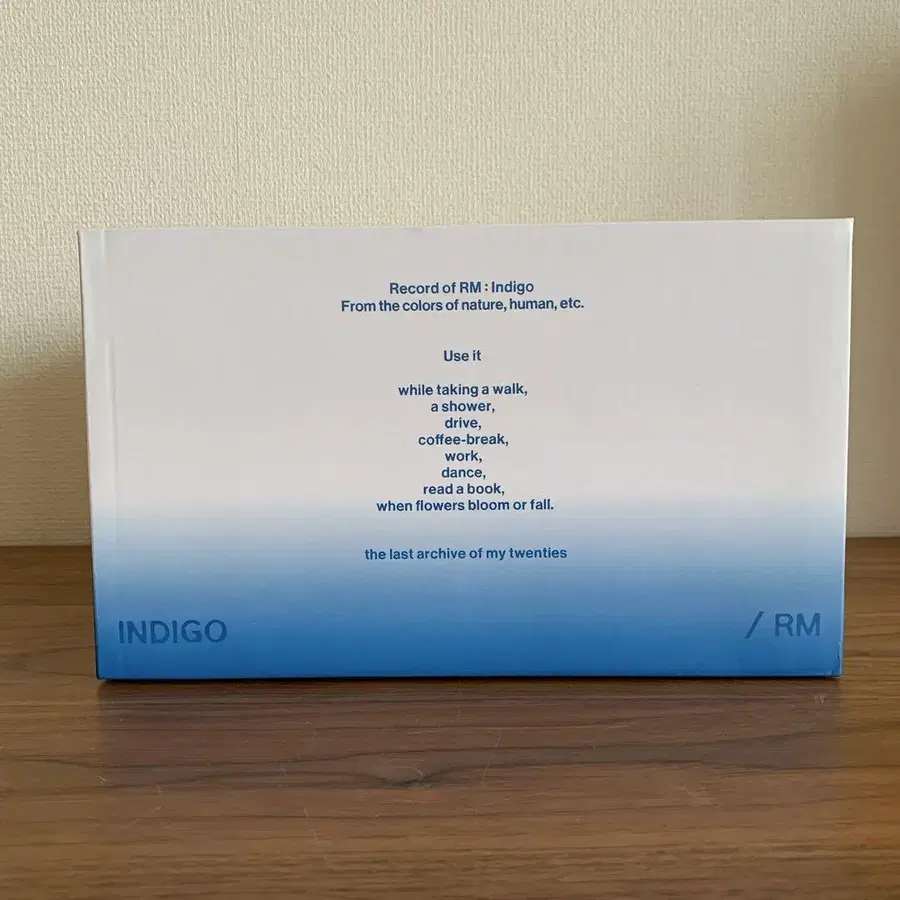 Record of RM : Indigo
From the colors of nature, human, etc.
Use it
while taking a walk,
a shower,
drive,
coffee-break,
work,
dance,
read a book,
when flowers bloom or fall.
the last archive of my twenties
INDIGO
/ RM